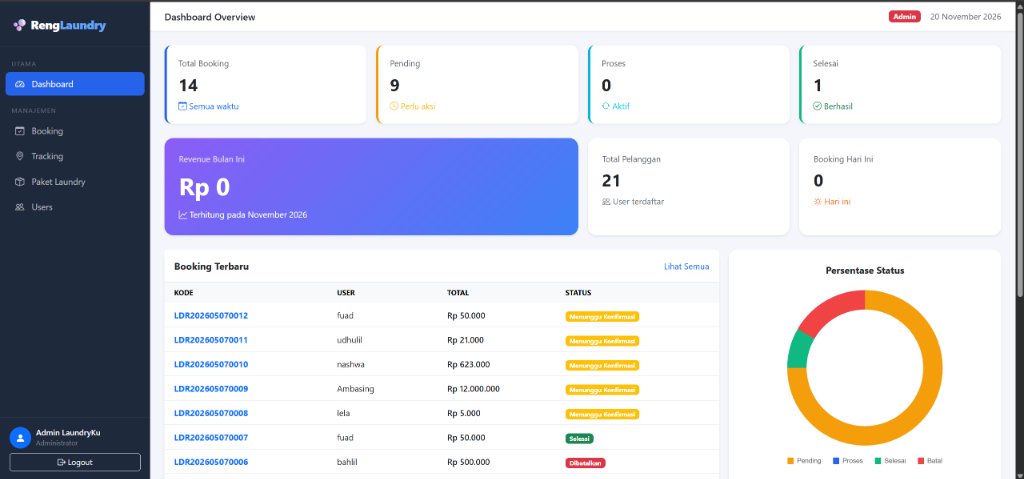 RengLaundry
UTAMA
Dashboard
MANAJEMEN
Booking
Tracking
Paket Laundry
Users
Admin LaundryKu
Administrator
Logout
Dashboard Overview
Admin 20 November 2026
Total Booking
14
Semua waktu
Pending
9
Perlu aksi
Proses
0
Aktif
Selesai
1
Berhasil
Revenue Bulan Ini
Rp 0
Terhitung pada November 2026
Total Pelanggan
21
User terdaftar
Booking Hari Ini
0
Hari ini
Booking Terbaru Lihat Semua
KODE USER TOTAL STATUS
LDR202605070012 fuad Rp 50.000 Menunggu Konfirmasi
LDR202605070011 udhulil Rp 21.000 Menunggu Konfirmasi
LDR202605070010 nashwa Rp 623.000 Menunggu Konfirmasi
LDR202605070009 Ambasing Rp 12.000.000 Menunggu Konfirmasi
LDR202605070008 lela Rp 5.000 Menunggu Konfirmasi
LDR202605070007 fuad Rp 50.000 Selesai
LDR202605070006 bahlil Rp 500.000 Dibatalkan
Persentase Status
Pending Proses Selesai Batal